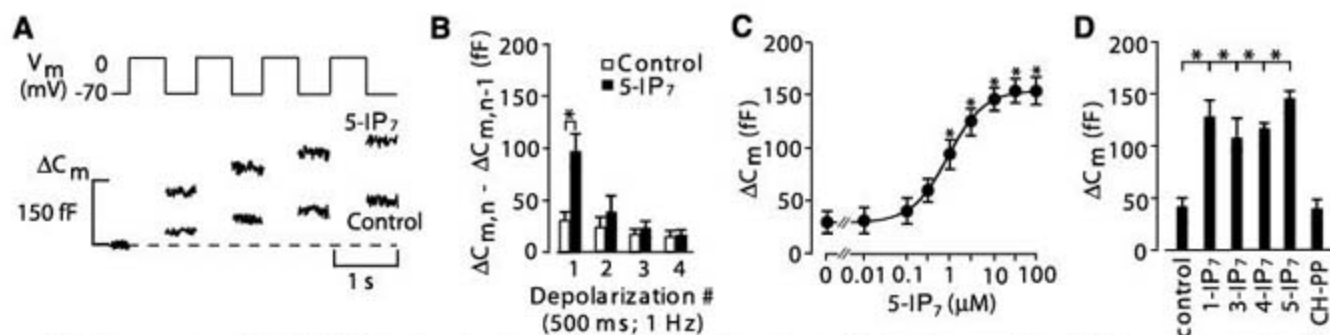 A
Vm
(mV)
0
-70
5-IP7
ΔCm
150 fF
Control
1 s
B
ΔCm,n - ΔCm,n-1 (fF)
200
150
100
50
0
Control
5-IP7
*
1 2 3 4
Depolarization #
(500 ms; 1 Hz)
C
ΔCm (fF)
200
150
100
50
0
* * * * *
0 0.01 0.1 1 10 100
5-IP7 (μM)
D
ΔCm (fF)
200
150
100
50
0
* * * *
control
1-IP7
3-IP7
4-IP7
5-IP7
CH-PP